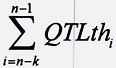 n-1
∑ QTLth_i
i=n-k